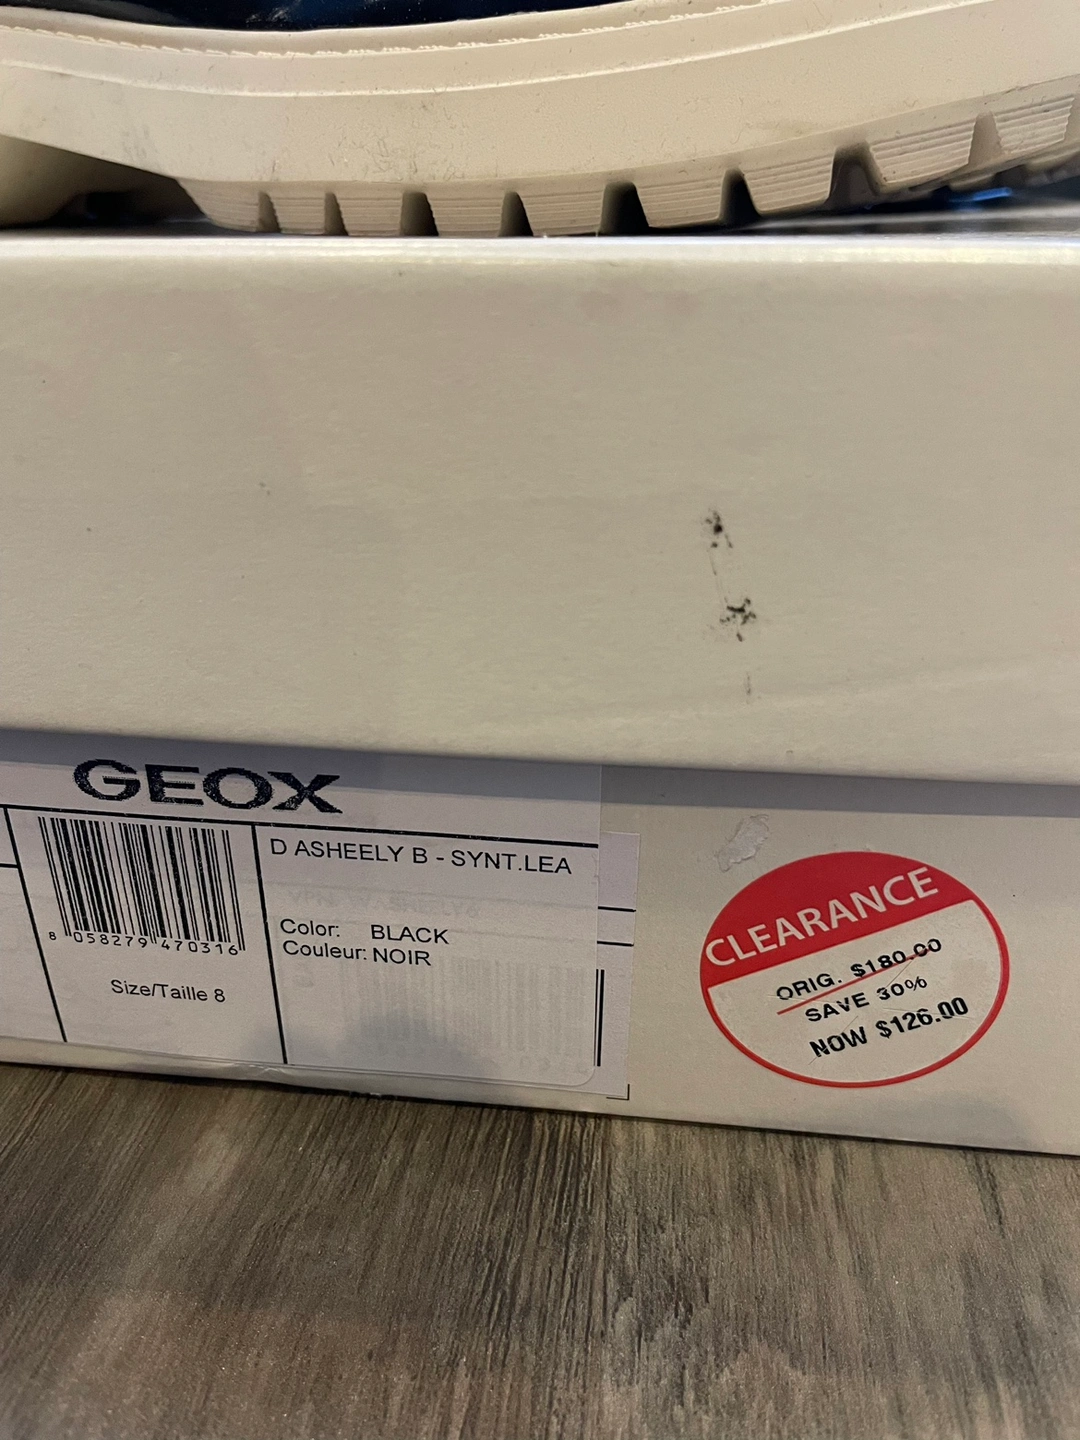 GEOX
8 058279 470316
Size/Taille 8
D ASHEELY B - SYNT.LEA
Color: BLACK
Couleur: NOIR
CLEARANCE
ORIG. $180.00
SAVE 30%
NOW $126.00